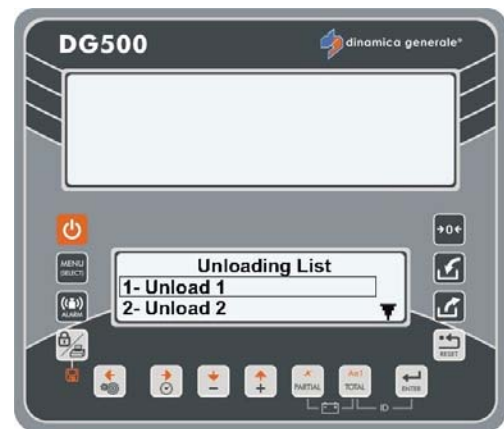 DG500
dinamica generale®
→0←
MENU
(SELECT)
Unloading List
1- Unload 1
2- Unload 2
ALARM
RESET
PARTIAL
TOTAL
ENTER
ID